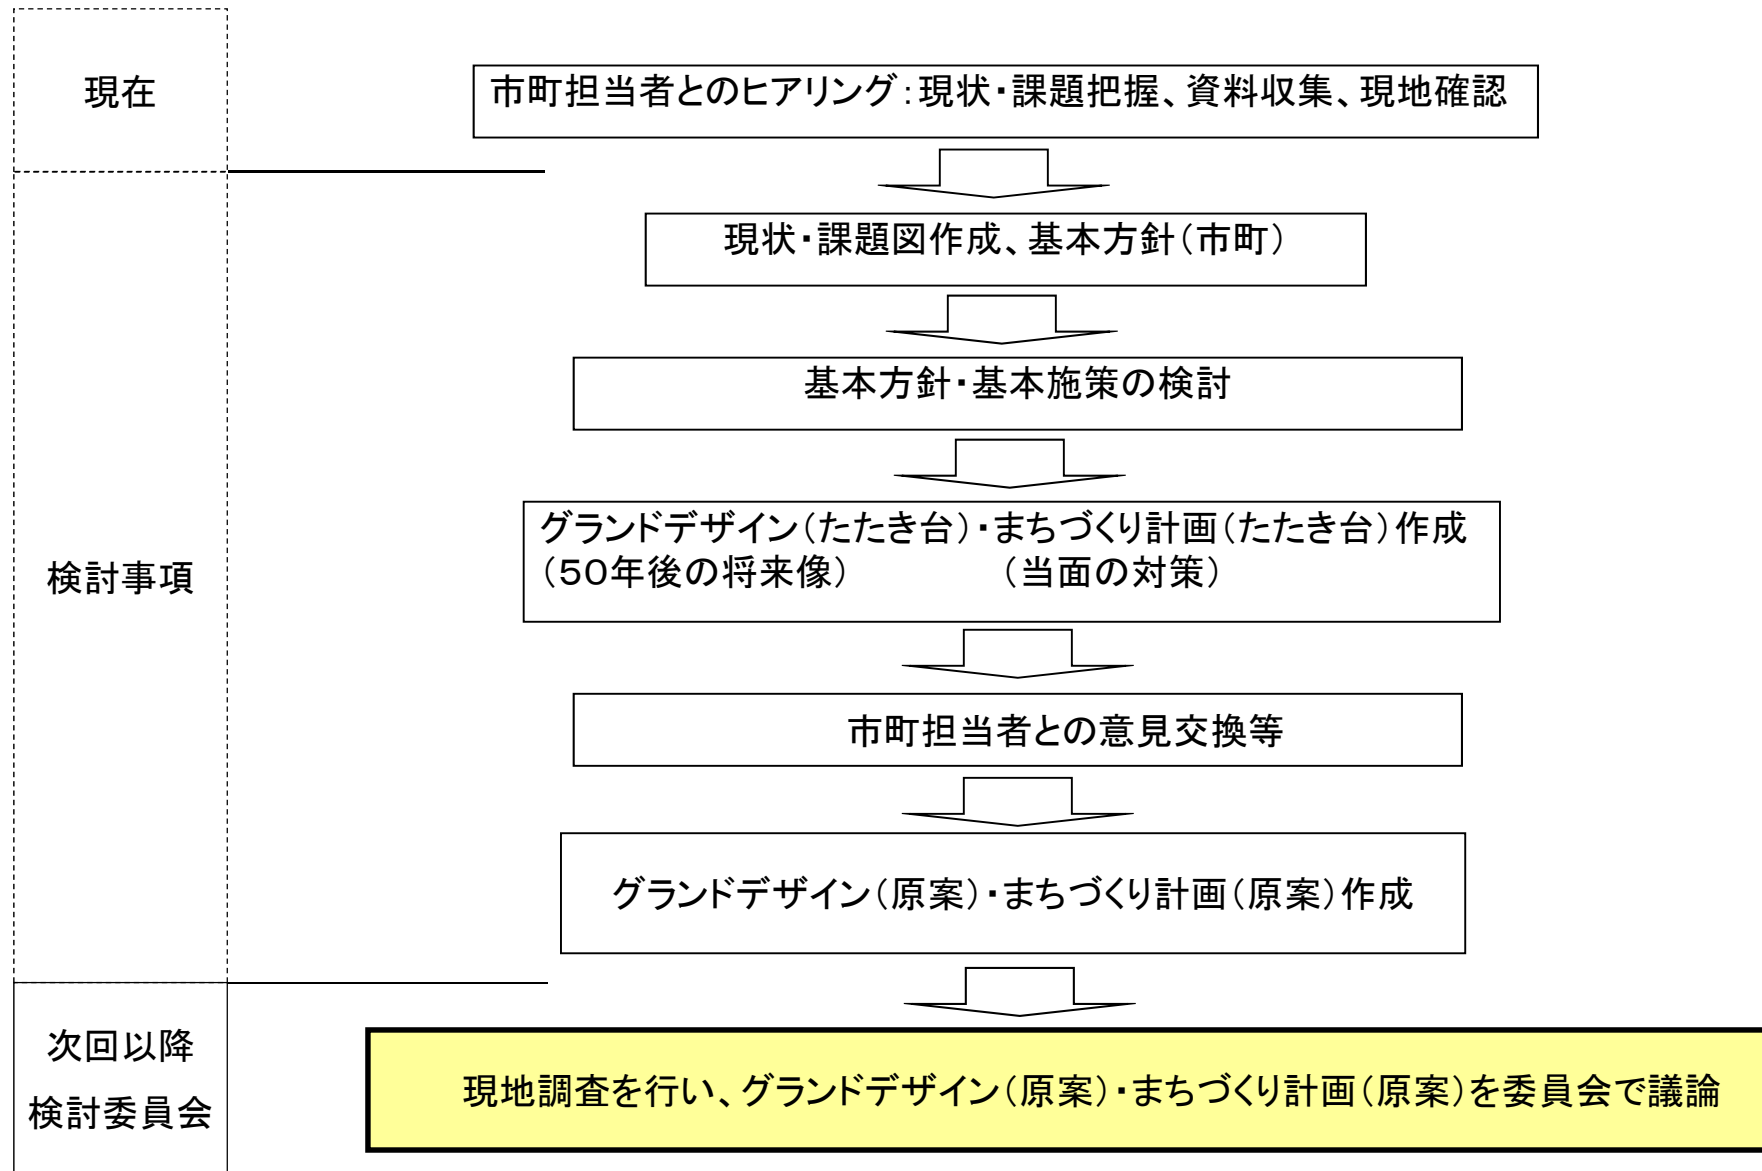 現在
市町担当者とのヒアリング：現状・課題把握、資料収集、現地確認
現状・課題図作成、基本方針（市町）
基本方針・基本施策の検討
検討事項
グランドデザイン（たたき台）・まちづくり計画（たたき台）作成
（５０年後の将来像）　　　　（当面の対策）
市町担当者との意見交換等
グランドデザイン（原案）・まちづくり計画（原案）作成
次回以降
検討委員会
現地調査を行い、グランドデザイン（原案）・まちづくり計画（原案）を委員会で議論